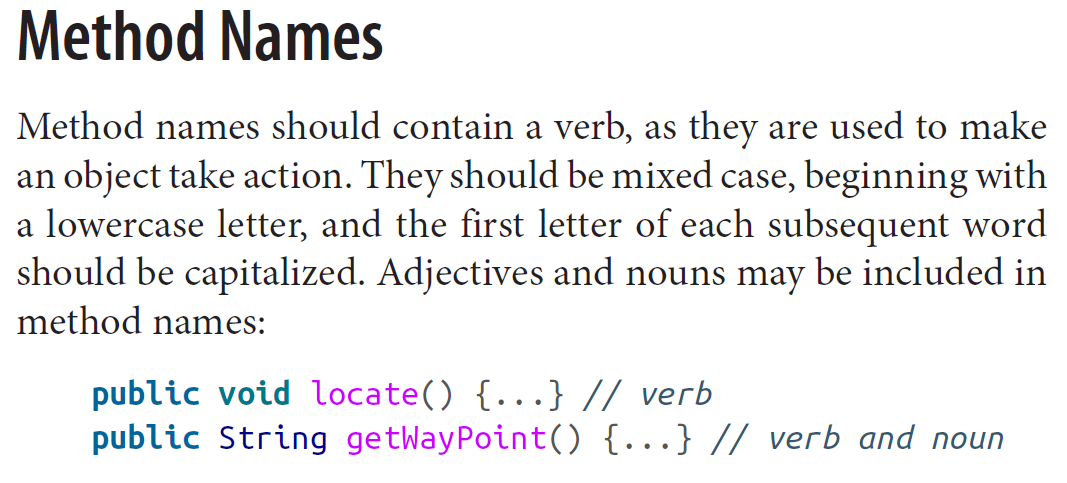 Method Names
Method names should contain a verb, as they are used to make
an object take action. They should be mixed case, beginning with
a lowercase letter, and the first letter of each subsequent word
should be capitalized. Adjectives and nouns may be included in
method names:
public void locate() {...} // verb
public String getWayPoint() {...} // verb and noun